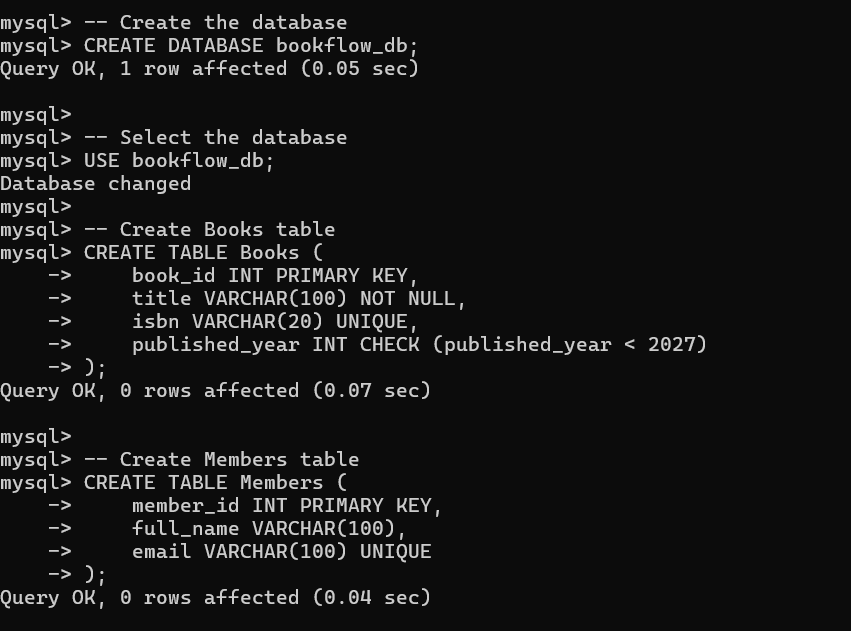 mysql> -- Create the database
mysql> CREATE DATABASE bookflow_db;
Query OK, 1 row affected (0.05 sec)

mysql>
mysql> -- Select the database
mysql> USE bookflow_db;
Database changed
mysql>
mysql> -- Create Books table
mysql> CREATE TABLE Books (
    ->     book_id INT PRIMARY KEY,
    ->     title VARCHAR(100) NOT NULL,
    ->     isbn VARCHAR(20) UNIQUE,
    ->     published_year INT CHECK (published_year < 2027)
    -> );
Query OK, 0 rows affected (0.07 sec)

mysql>
mysql> -- Create Members table
mysql> CREATE TABLE Members (
    ->     member_id INT PRIMARY KEY,
    ->     full_name VARCHAR(100),
    ->     email VARCHAR(100) UNIQUE
    -> );
Query OK, 0 rows affected (0.04 sec)